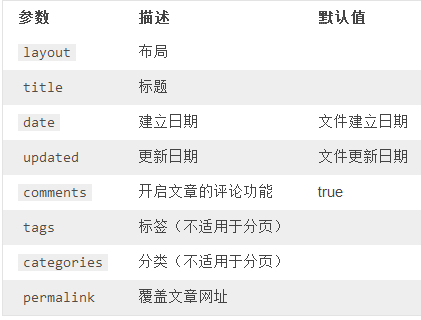 参数 描述 默认值
layout 布局
title 标题
date 建立日期 文件建立日期
updated 更新日期 文件更新日期
comments 开启文章的评论功能 true
tags 标签（不适用于分页）
categories 分类（不适用于分页）
permalink 覆盖文章网址